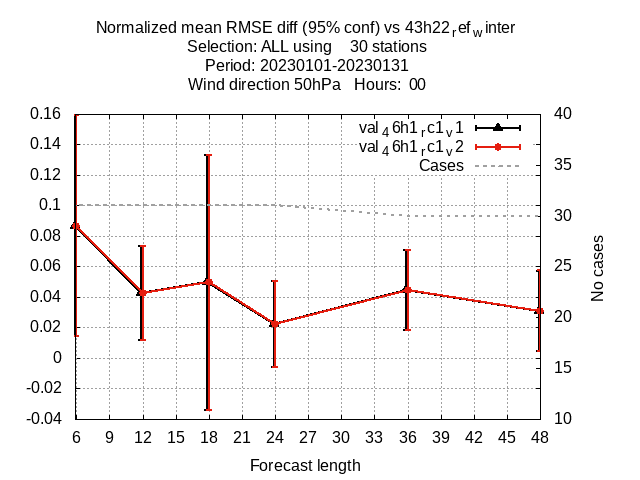 Normalized mean RMSE diff (95% conf) vs 43h22refwinter
Selection: ALL using 30 stations
Period: 20230101-20230131
Wind direction 50hPa Hours: 00
0.16 40
val46h1rc1v1
0.14
val46h1rc1v2
Cases 35
0.12
0.1 30
0.08
0.06 25
0.04
20
0.02
0 15
-0.02
-0.04 10
No cases
6 9 12 15 18 21 24 27 30 33 36 39 42 45 48
Forecast length